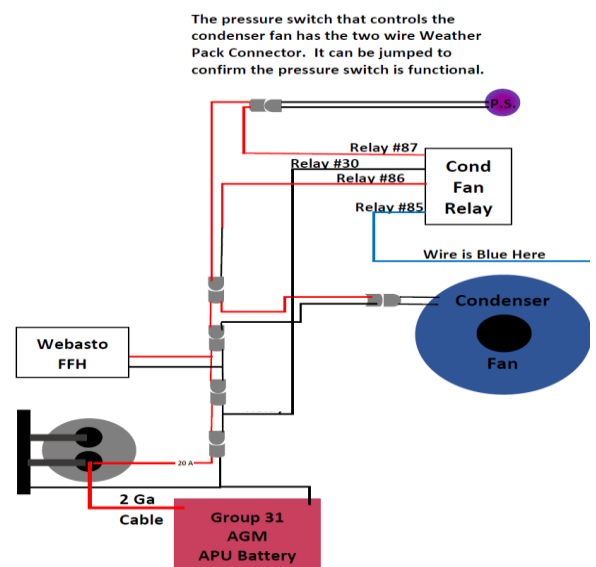 The pressure switch that controls the
condenser fan has the two wire Weather
Pack Connector.  It can be jumped to
confirm the pressure switch is functional.
P.S.
Relay #87
Relay #30
Relay #86
Relay #85
Cond
Fan
Relay
Wire is Blue Here
Condenser
Fan
Webasto
FFH
20 A
2 Ga
Cable
Group 31
AGM
APU Battery